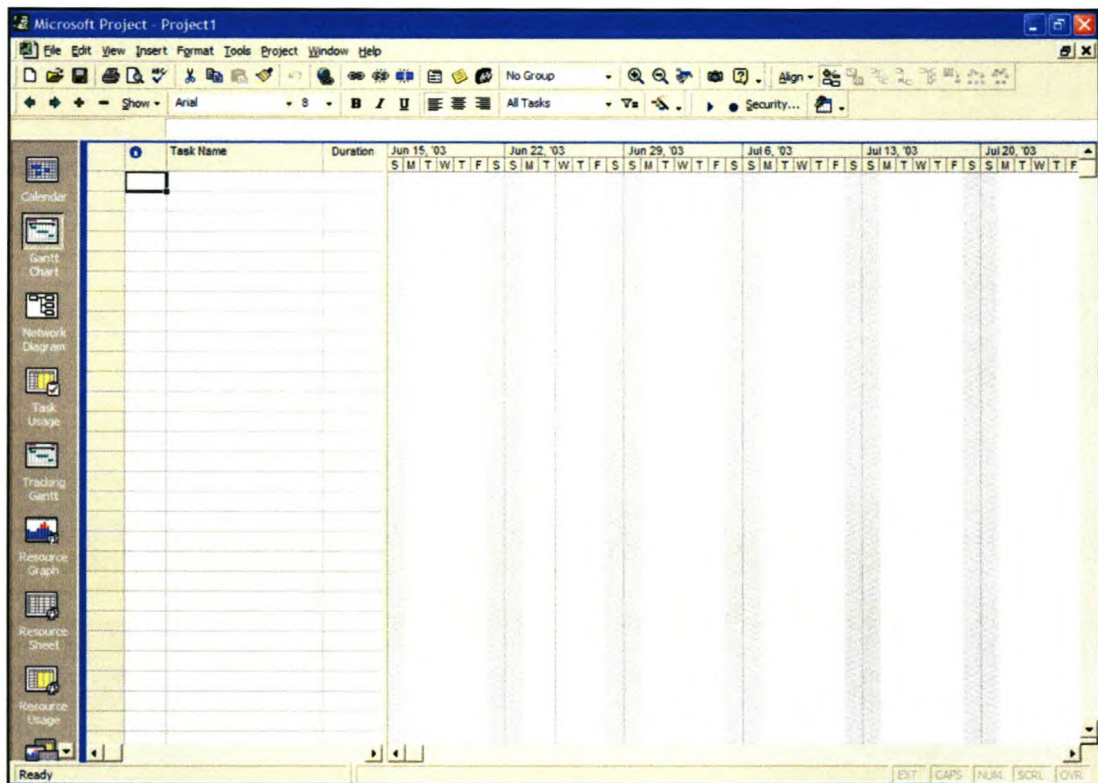 Microsoft Project - Project1
File Edit View Insert Format Tools Project Window Help
No Group Align
Show Arial 8 B I U All Tasks Security...
Task Name Duration Jun 15, '03 Jun 22, '03 Jun 29, '03 Jul 6, '03 Jul 13, '03 Jul 20, '03
S M T W T F S S M T W T F S S M T W T F S S M T W T F S S M T W T F S S M T W T F
Calendar
Gantt
Chart
Network
Diagram
Task
Usage
Tracking
Gantt
Resource
Graph
Resource
Sheet
Resource
Usage
Ready EXT CAPS NUM SCRL OVR